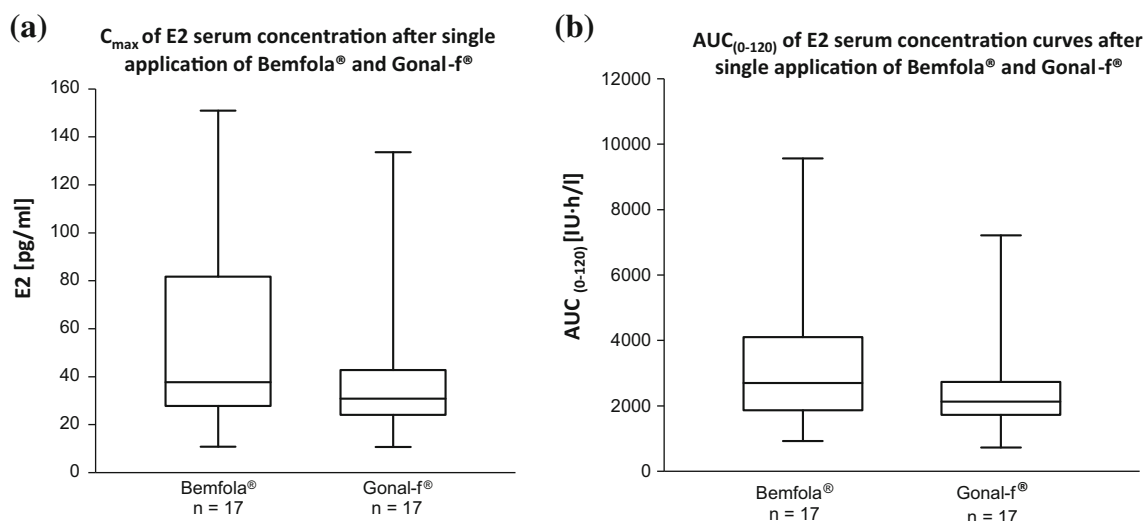 (a)
C_max of E2 serum concentration after single
application of Bemfola® and Gonal-f®
160
140
120
100
80
60
40
20
0
E2 [pg/ml]
Bemfola®
n = 17
Gonal-f®
n = 17
(b)
AUC_(0-120) of E2 serum concentration curves after
single application of Bemfola® and Gonal-f®
12000
10000
8000
6000
4000
2000
0
AUC (0-120) [IU·h/l]
Bemfola®
n = 17
Gonal-f®
n = 17